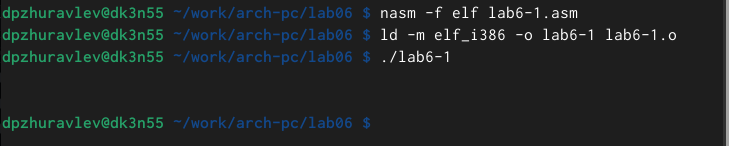 dpzhuravlev@dk3n55 ~/work/arch-pc/lab06 $ nasm -f elf lab6-1.asm
dpzhuravlev@dk3n55 ~/work/arch-pc/lab06 $ ld -m elf_i386 -o lab6-1 lab6-1.o
dpzhuravlev@dk3n55 ~/work/arch-pc/lab06 $ ./lab6-1
dpzhuravlev@dk3n55 ~/work/arch-pc/lab06 $